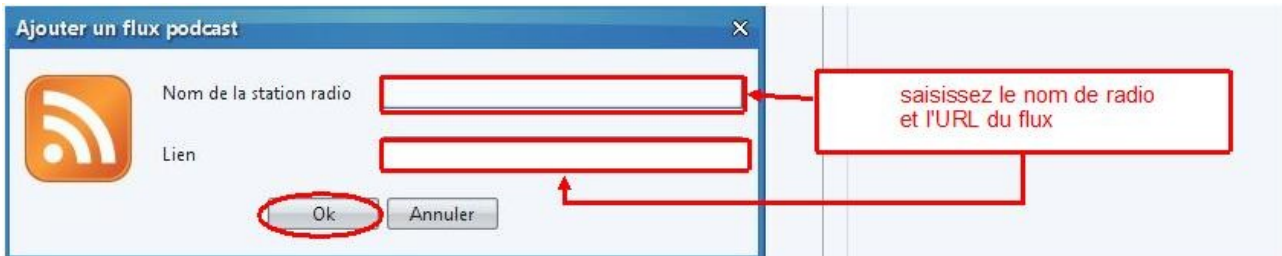 Ajouter un flux podcast
Nom de la station radio
saisissez le nom de radio
et l'URL du flux
Lien
Ok
Annuler